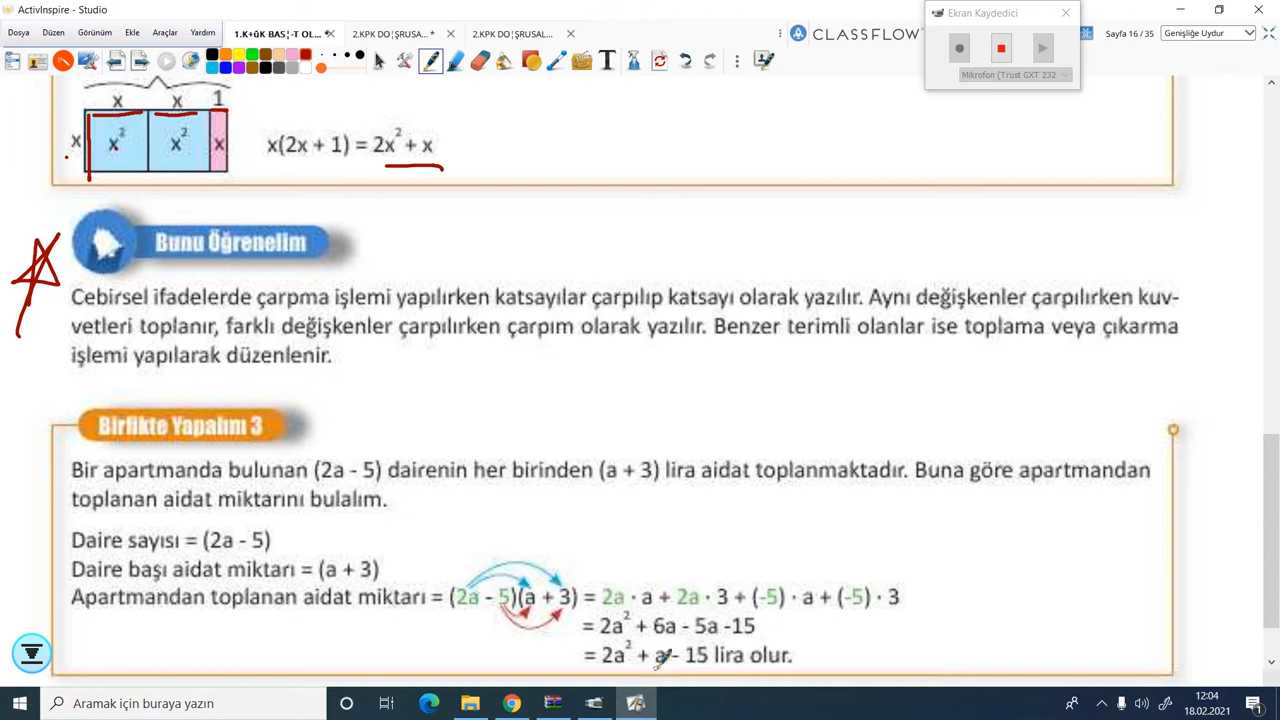 ActivInspire - Studio
Ekran Kaydedici
Dosya Düzen Görünüm Ekle Araçlar Yardım
1.K+ûK BAS¦-T OL... *
2.KPK DO¦ŞRUSA... *
2.KPK DO¦ŞRUSAL...
CLASSFLOW
Sayfa 16 / 35
Genişliğe Uydur
Mikrofon (Trust GXT 232
x x 1
x x² x² x
x(2x + 1) = 2x² + x
Bunu Öğrenelim
Cebirsel ifadelerde çarpma işlemi yapılırken katsayılar çarpılıp katsayı olarak yazılır. Aynı değişkenler çarpılırken kuv-
vetleri toplanır, farklı değişkenler çarpılırken çarpım olarak yazılır. Benzer terimli olanlar ise toplama veya çıkarma
işlemi yapılarak düzenlenir.
Birlikte Yapalım 3
Bir apartmanda bulunan (2a - 5) dairenin her birinden (a + 3) lira aidat toplanmaktadır. Buna göre apartmandan
toplanan aidat miktarını bulalım.
Daire sayısı = (2a - 5)
Daire başı aidat miktarı = (a + 3)
Apartmandan toplanan aidat miktarı = (2a - 5)(a + 3) = 2a · a + 2a · 3 + (-5) · a + (-5) · 3
= 2a² + 6a - 5a -15
= 2a² + a - 15 lira olur.
Aramak için buraya yazın
12:04
18.02.2021
1